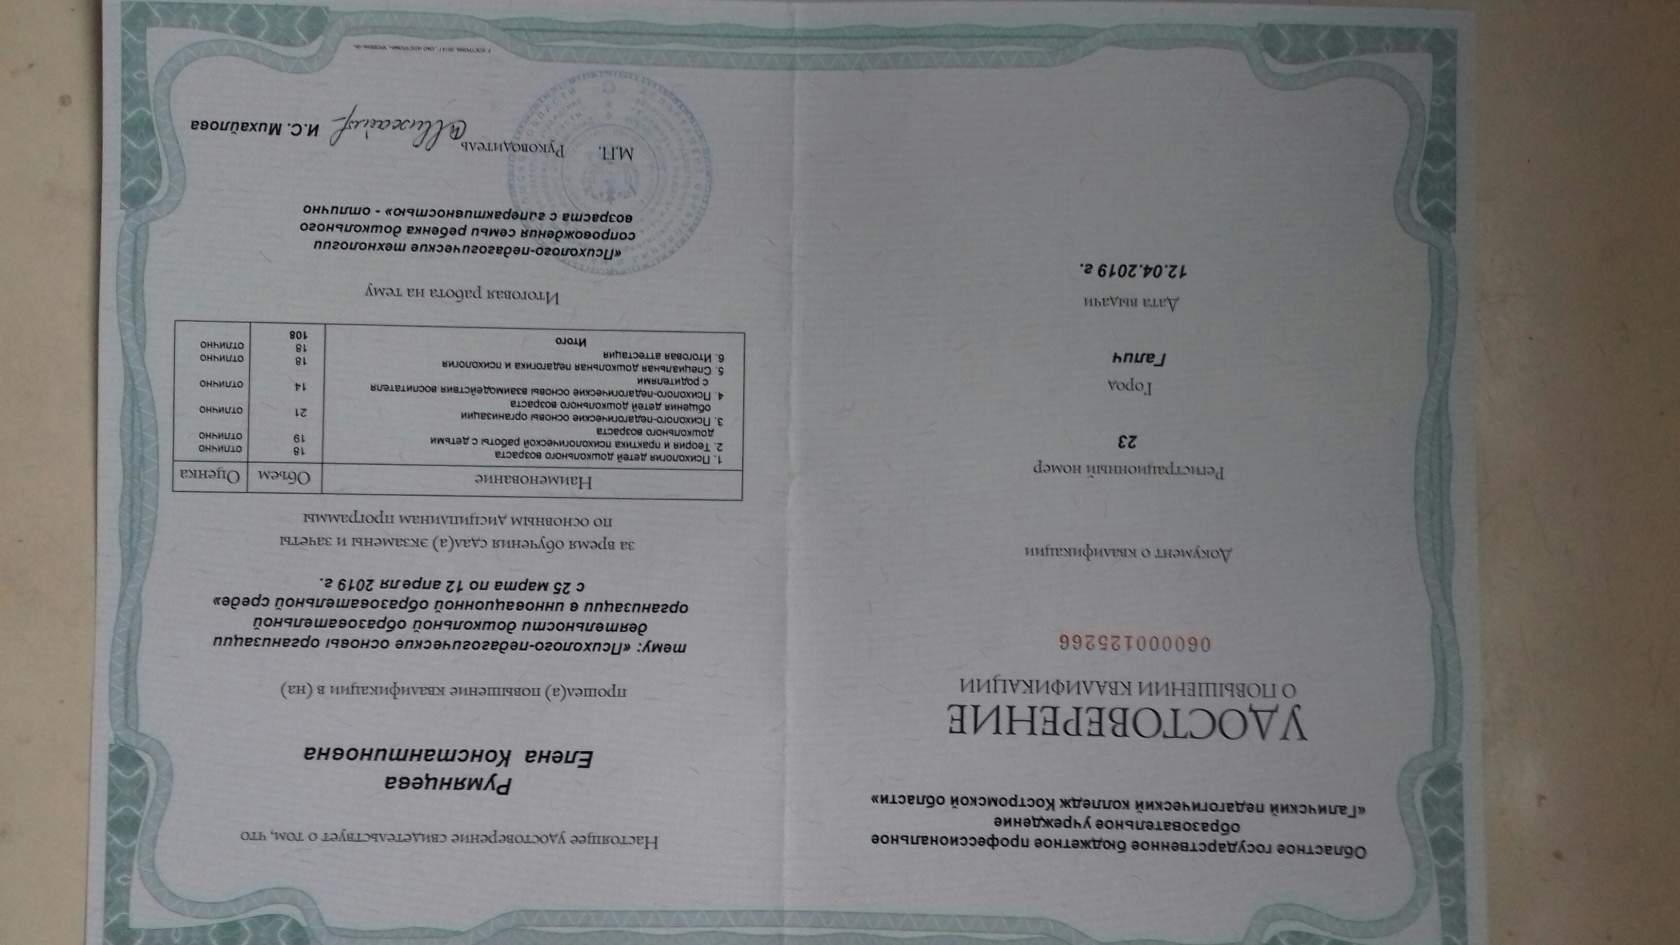 Областное государственное бюджетное профессиональное
образовательное учреждение
«Галичский педагогический колледж Костромской области»
УДОСТОВЕРЕНИЕ
О ПОВЫШЕНИИ КВАЛИФИКАЦИИ
060000125266
Документ о квалификации
Регистрационный номер
23
Город
Галич
Дата выдачи
12.04.2019 г.
Настоящее удостоверение свидетельствует о том, что
Румянцева
Елена Константиновна
прошел(а) повышение квалификации в (на)
тему: «Психолого-педагогические основы организации
деятельности дошкольной образовательной
организации в инновационной образовательной среде»
с 25 марта по 12 апреля 2019 г.
за время обучения сдал(а) экзамены и зачеты
по основным дисциплинам программы
Наименование Объем Оценка
1. Психология детей дошкольного возраста 18 отлично
2. Теория и практика психологической работы с детьми 19 отлично
дошкольного возраста
3. Психолого-педагогические основы организации 21 отлично
общения детей дошкольного возраста
4. Психолого-педагогические основы взаимодействия воспитателя 14 отлично
с родителями
5. Специальная дошкольная педагогика и психология 18 отлично
6. Итоговая аттестация 18 отлично
Итого 108
Итоговая работа на тему
«Психолого-педагогические технологии
сопровождения семьи ребенка дошкольного
возраста с гиперактивностью» - отлично
М.П. Руководитель И.С. Михайлова